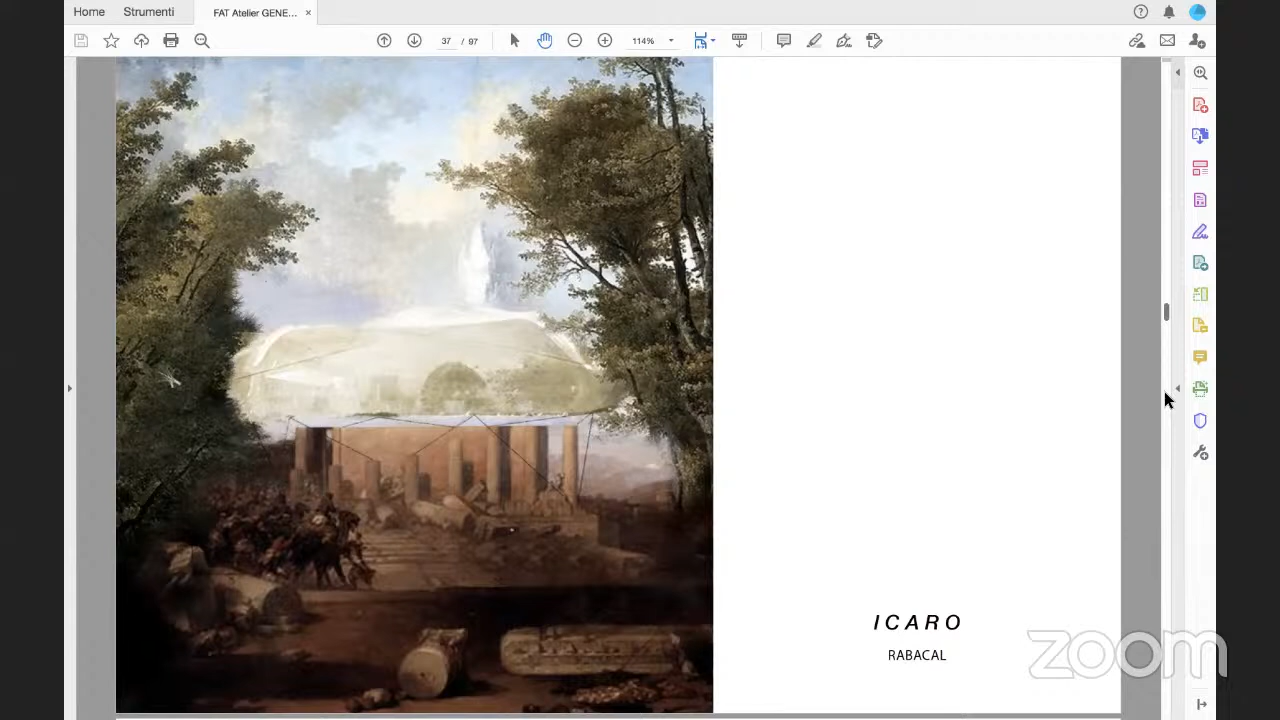 Home Strumenti FAT Atelier GENE... ×
37 / 97 114%
ICARO
RABACAL
zoom